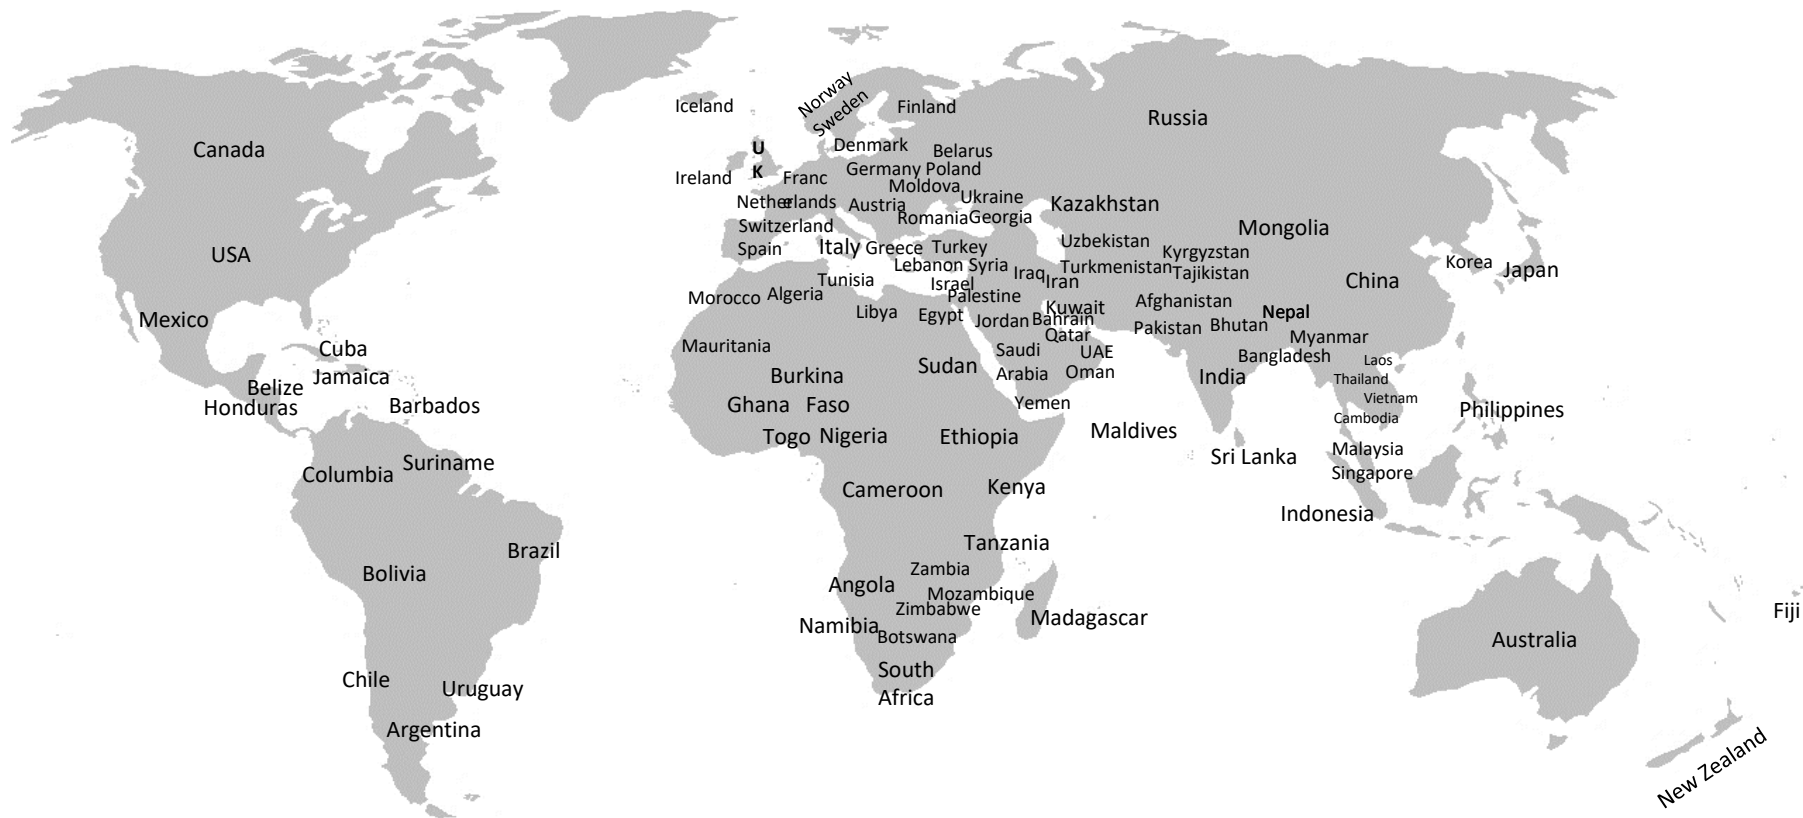 Canada
USA
Mexico
Cuba
Jamaica
Belize
Honduras
Barbados
Columbia
Suriname
Brazil
Bolivia
Chile
Uruguay
Argentina
Iceland
Norway
Sweden
Finland
Russia
U
K
Ireland
Denmark
Belarus
Germany
Poland
Franc
e
Moldova
Netherlands
Austria
Ukraine
Romania
Georgia
Switzerland
Spain
Italy
Greece
Turkey
Kazakhstan
Mongolia
Uzbekistan
Kyrgyzstan
Lebanon
Syria
Iraq
Iran
Turkmenistan
Tajikistan
China
Korea
Japan
Tunisia
Israel
Palestine
Morocco
Algeria
Libya
Egypt
Jordan
Kuwait
Bahrain
Qatar
Afghanistan
Pakistan
Bhutan
Nepal
Myanmar
Bangladesh
Mauritania
Sudan
Saudi
Arabia
UAE
Oman
Yemen
India
Laos
Thailand
Vietnam
Cambodia
Philippines
Burkina
Faso
Ghana
Togo
Nigeria
Ethiopia
Maldives
Sri Lanka
Malaysia
Singapore
Indonesia
Cameroon
Kenya
Tanzania
Zambia
Angola
Mozambique
Zimbabwe
Namibia
Botswana
Madagascar
South
Africa
Australia
Fiji
New Zealand